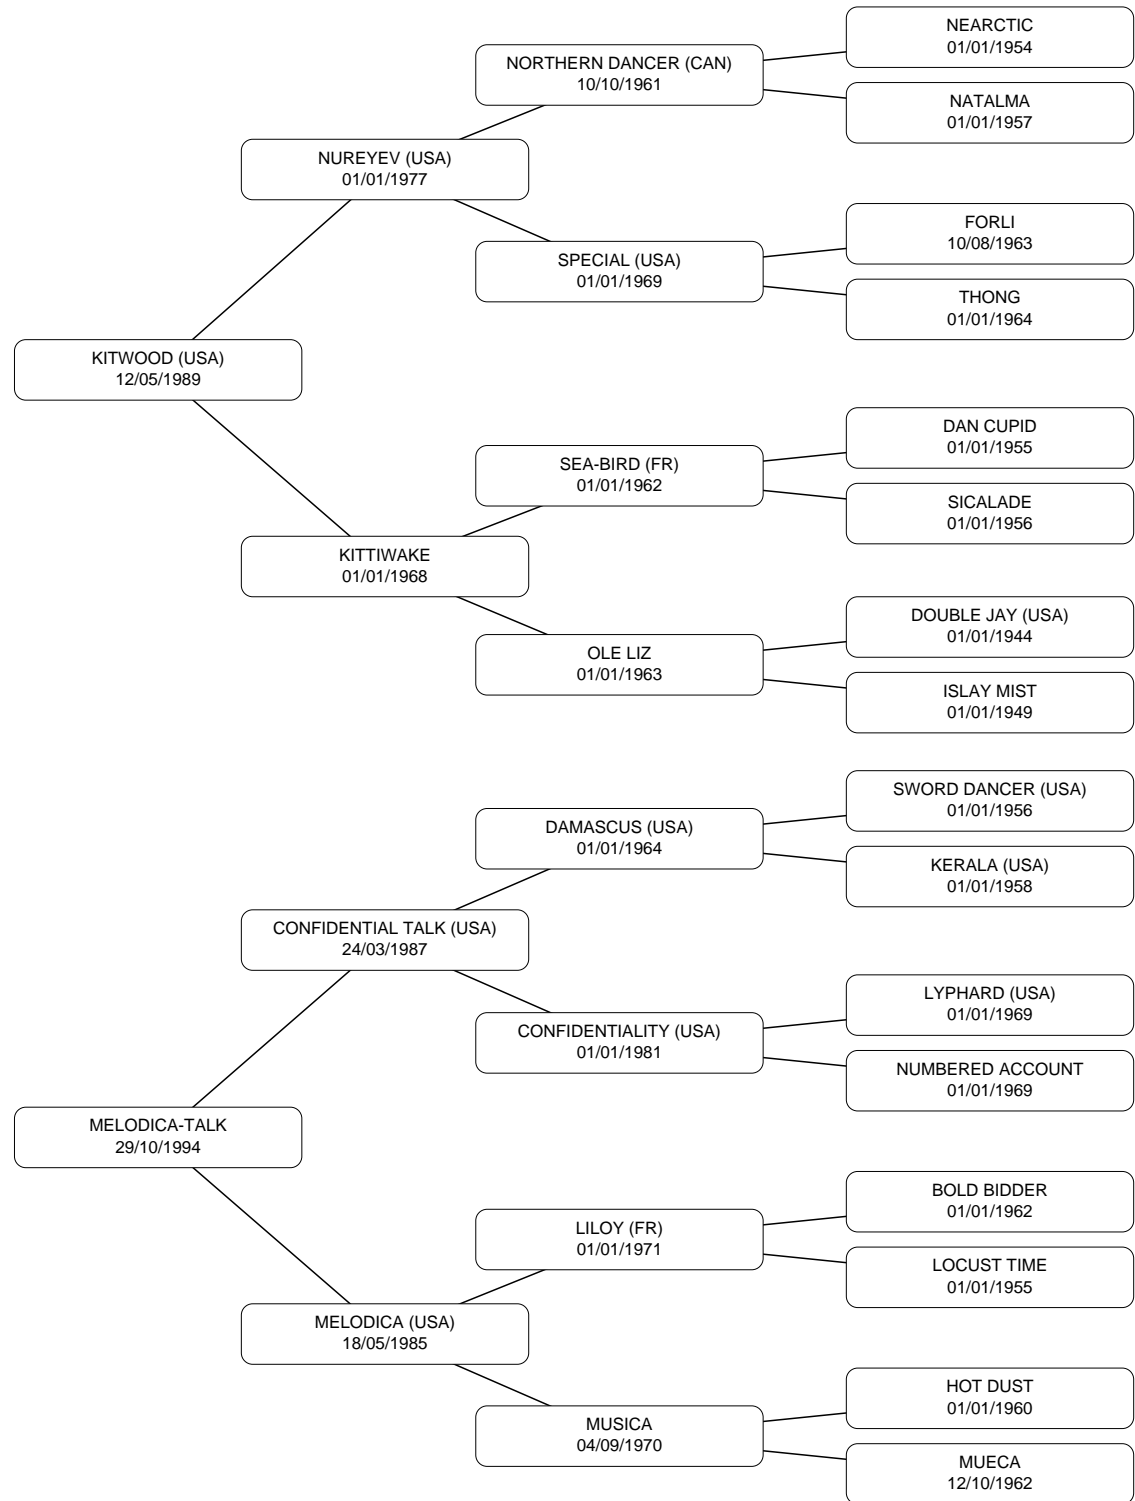 NEARCTIC
01/01/1954
NORTHERN DANCER (CAN)
10/10/1961
NATALMA
01/01/1957
NUREYEV (USA)
01/01/1977
FORLI
10/08/1963
SPECIAL (USA)
01/01/1969
THONG
01/01/1964
KITWOOD (USA)
12/05/1989
DAN CUPID
01/01/1955
SEA-BIRD (FR)
01/01/1962
SICALADE
01/01/1956
KITTIWAKE
01/01/1968
DOUBLE JAY (USA)
01/01/1944
OLE LIZ
01/01/1963
ISLAY MIST
01/01/1949
SWORD DANCER (USA)
01/01/1956
DAMASCUS (USA)
01/01/1964
KERALA (USA)
01/01/1958
CONFIDENTIAL TALK (USA)
24/03/1987
LYPHARD (USA)
01/01/1969
CONFIDENTIALITY (USA)
01/01/1981
NUMBERED ACCOUNT
01/01/1969
MELODICA-TALK
29/10/1994
BOLD BIDDER
01/01/1962
LILOY (FR)
01/01/1971
LOCUST TIME
01/01/1955
MELODICA (USA)
18/05/1985
HOT DUST
01/01/1960
MUSICA
04/09/1970
MUECA
12/10/1962